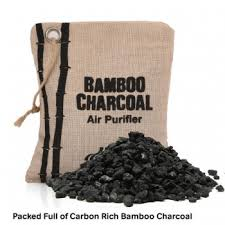 BAMBOO
CHARCOAL
Air Purifier
Packed Full of Carbon Rich Bamboo Charcoal